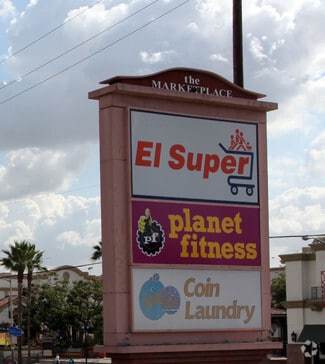 the
MARKETPLACE
El Super
planet
fitness
pf
Coin
Laundry